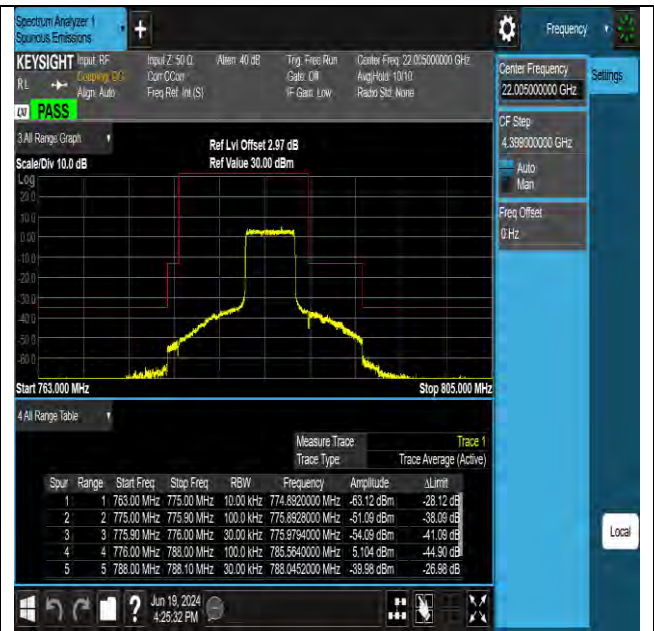 Spectrum Analyzer 1
Spurious Emissions
Frequency
KEYSIGHT Input: RF Input Z: 50 Ω Atten: 40 dB Trig: Free Run Center Freq: 22.005000000 GHz
RL Coupling: DC Corr CCorr Gate: Off Avg|Hold: 10/10
Align: Auto Freq Ref: Int (S) IF Gain: Low Radio Std: None
PASS
3 All Range Graph
Ref Lvl Offset 2.97 dB
Scale/Div 10.0 dB Ref Value 30.00 dBm
Log
20.0
10.0
0.00
-10.0
-20.0
-30.0
-40.0
-50.0
-60.0
Start 763.000 MHz Stop 805.000 MHz
4 All Range Table
Measure Trace Trace 1
Trace Type Trace Average (Active)
Spur Range Start Freq Stop Freq RBW Frequency Amplitude ΔLimit
1 1 763.00 MHz 775.00 MHz 10.00 kHz 774.8920000 MHz -63.12 dBm -28.12 dB
2 2 775.00 MHz 775.90 MHz 100.0 kHz 775.8928000 MHz -51.09 dBm -38.09 dB
3 3 775.90 MHz 776.00 MHz 30.00 kHz 775.9794000 MHz -54.09 dBm -41.09 dB
4 4 776.00 MHz 788.00 MHz 100.0 kHz 785.5640000 MHz 5.104 dBm -44.90 dB
5 5 788.00 MHz 788.10 MHz 30.00 kHz 788.0452000 MHz -39.98 dBm -26.98 dB
Jun 19, 2024
4:25:32 PM
Center Frequency
22.005000000 GHz
Settings
CF Step
4.399000000 GHz
Auto
Man
Freq Offset
0 Hz
Local